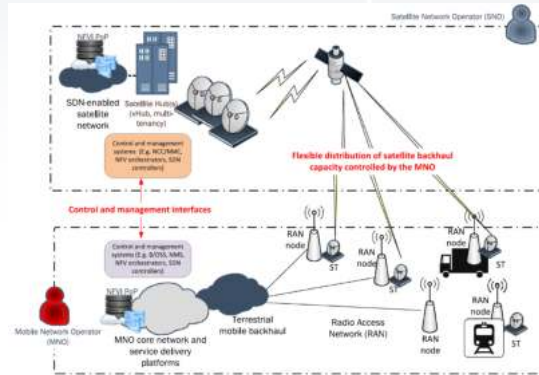 Satellite Network Operator (SNO)
NFVI PoP
SDN-enabled
satellite
network
Satellite Hub(s)
(vHub, multi-
tenancy)
Control and management
systems (E.g. NCC/NMC,
NFV orchestrators, SDN
controllers)
Flexible distribution of satellite backhaul
capacity controlled by the MNO
Control and management interfaces
Control and management
systems (E.g. B/OSS, NMS,
NFV orchestrators, SDN
controllers)
RAN
node
ST
RAN
node
ST
RAN
node
ST
NFVI PoP
Mobile Network Operator
(MNO)
MNO core network and
service delivery
platforms
Terrestrial
mobile backhaul
Radio Access
Network (RAN)
RAN
node
RAN
node
ST